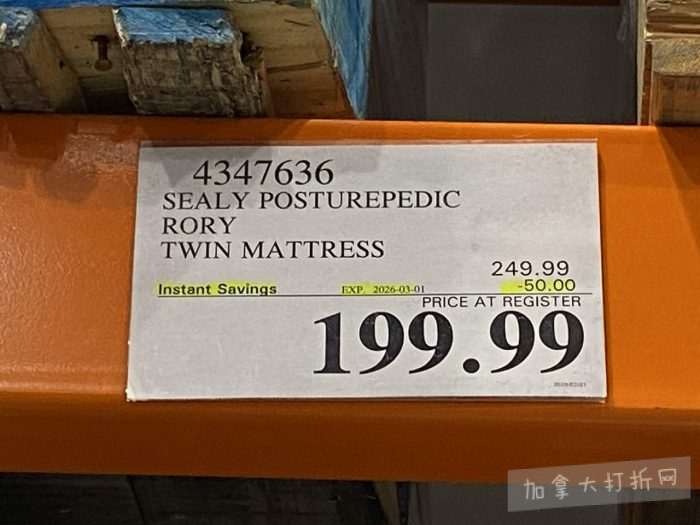 4347636
SEALY POSTUREPEDIC
RORY
TWIN MATTRESS
249.99
Instant Savings EXP. 2026-03-01 -50.00
PRICE AT REGISTER
199.99
加拿大打折网